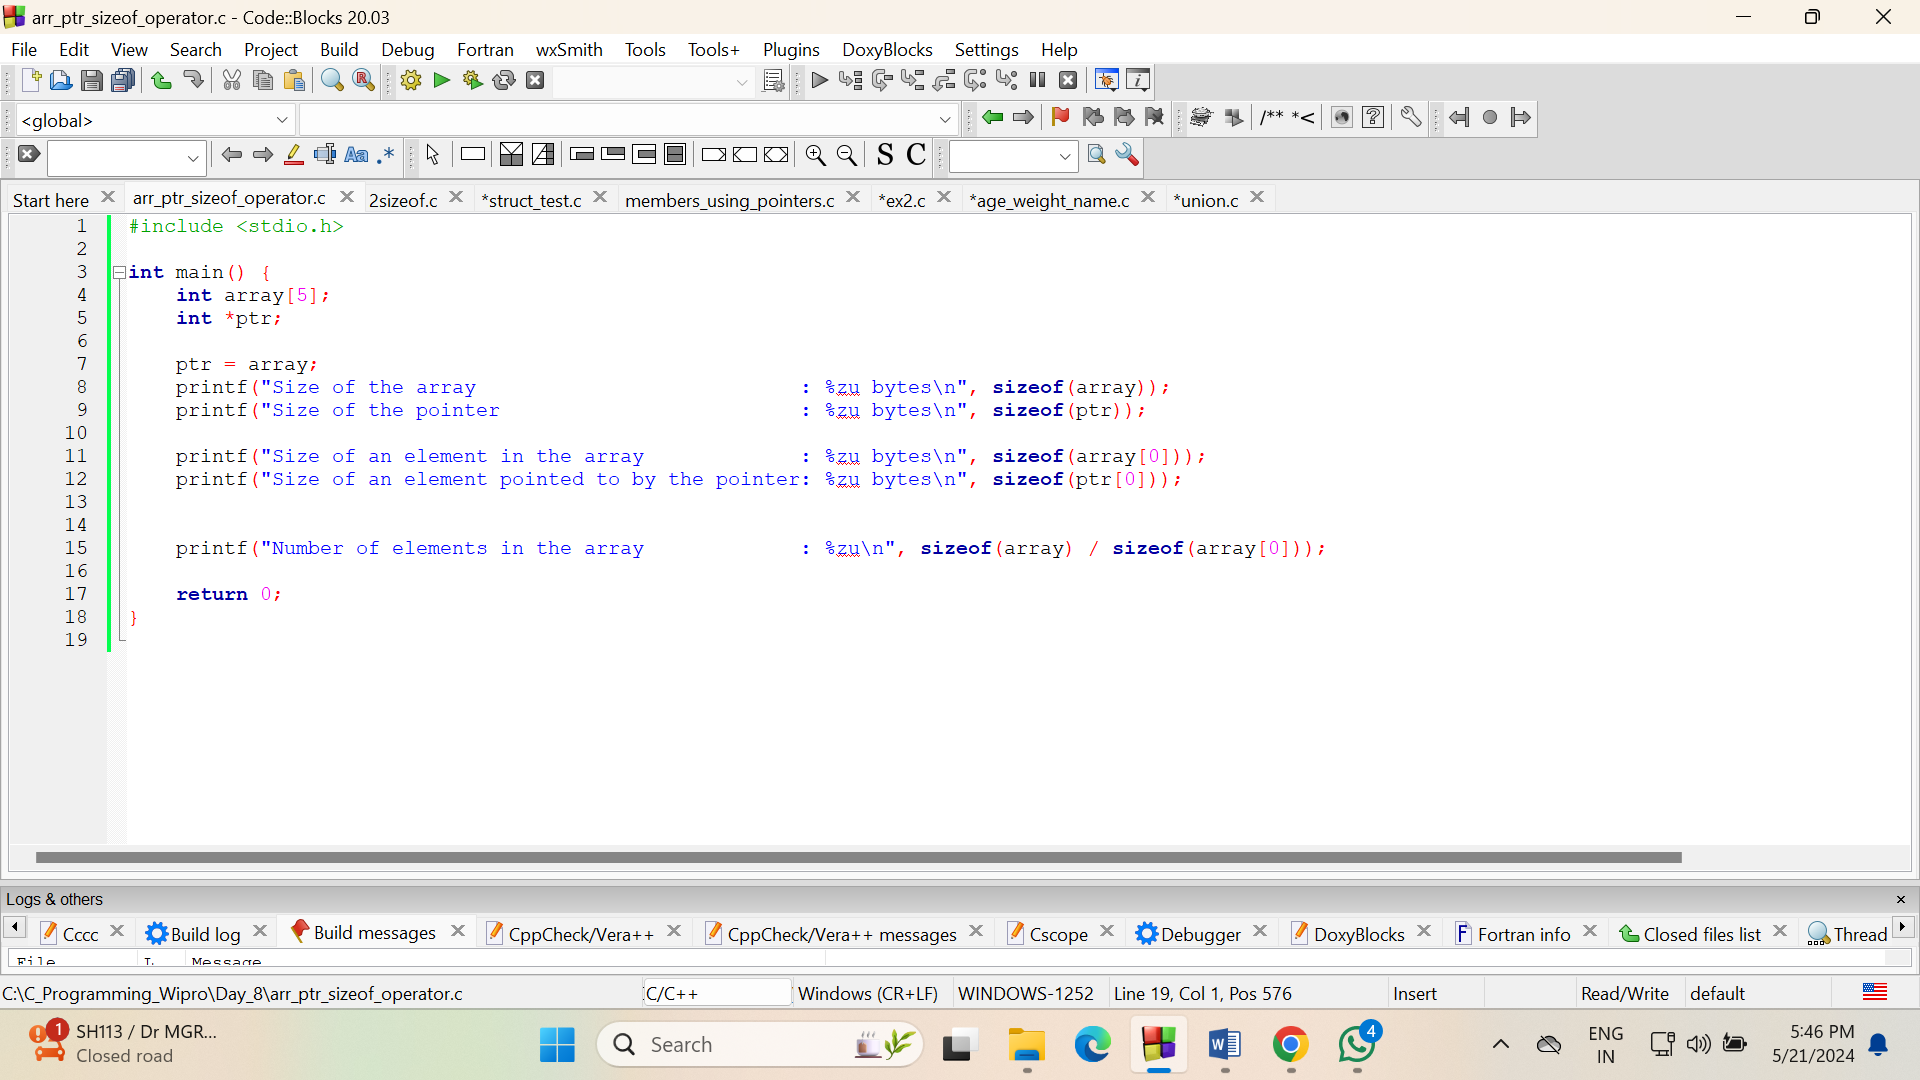 arr_ptr_sizeof_operator.c - Code::Blocks 20.03
File Edit View Search Project Build Debug Fortran wxSmith Tools Tools+ Plugins DoxyBlocks Settings Help
<global>
/** *<
Aa .* S C
Start here arr_ptr_sizeof_operator.c 2sizeof.c *struct_test.c members_using_pointers.c *ex2.c *age_weight_name.c *union.c
1 #include <stdio.h>
2
3 int main() {
4     int array[5];
5     int *ptr;
6
7     ptr = array;
8     printf("Size of the array                           : %zu bytes\n", sizeof(array));
9     printf("Size of the pointer                         : %zu bytes\n", sizeof(ptr));
10
11     printf("Size of an element in the array             : %zu bytes\n", sizeof(array[0]));
12     printf("Size of an element pointed to by the pointer: %zu bytes\n", sizeof(ptr[0]));
13
14
15     printf("Number of elements in the array             : %zu\n", sizeof(array) / sizeof(array[0]));
16
17     return 0;
18 }
19
Logs & others
Cccc Build log Build messages CppCheck/Vera++ CppCheck/Vera++ messages Cscope Debugger DoxyBlocks Fortran info Closed files list Thread
File L Message
C:\C_Programming_Wipro\Day_8\arr_ptr_sizeof_operator.c C/C++ Windows (CR+LF) WINDOWS-1252 Line 19, Col 1, Pos 576 Insert Read/Write default
1 SH113 / Dr MGR...
Closed road
Search
4
ENG
IN
5:46 PM
5/21/2024